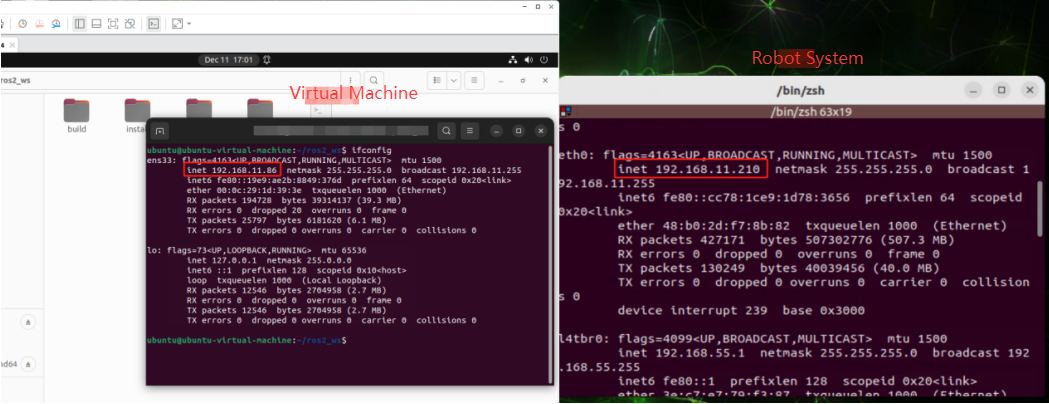 4
Dec 11 17:01
ros2_ws
Virtual Machine
build
instal
ubuntu@ubuntu-virtual-machine:~/ros2_ws$ ifconfig
ens33: flags=4163<UP,BROADCAST,RUNNING,MULTICAST> mtu 1500
inet 192.168.11.86 netmask 255.255.255.0 broadcast 192.168.11.255
inet6 fe80::19e9:ae2b:8849:376d prefixlen 64 scopeid 0x20<link>
ether 00:0c:29:1d:39:3e txqueuelen 1000 (Ethernet)
RX packets 194728 bytes 39314137 (39.3 MB)
RX errors 0 dropped 20 overruns 0 frame 0
TX packets 25797 bytes 6181620 (6.1 MB)
TX errors 0 dropped 0 overruns 0 carrier 0 collisions 0
lo: flags=73<UP,LOOPBACK,RUNNING> mtu 65536
inet 127.0.0.1 netmask 255.0.0.0
inet6 ::1 prefixlen 128 scopeid 0x10<host>
loop txqueuelen 1000 (Local Loopback)
RX packets 12546 bytes 2704958 (2.7 MB)
RX errors 0 dropped 0 overruns 0 frame 0
TX packets 12546 bytes 2704958 (2.7 MB)
TX errors 0 dropped 0 overruns 0 carrier 0 collisions 0
ubuntu@ubuntu-virtual-machine:~/ros2_ws$
md64
Robot System
/bin/zsh
/bin/zsh 63x19
s 0
eth0: flags=4163<UP,BROADCAST,RUNNING,MULTICAST> mtu 1500
inet 192.168.11.210 netmask 255.255.255.0 broadcast 1
92.168.11.255
inet6 fe80::cc78:1ce9:1d78:3656 prefixlen 64 scopeid
0x20<link>
ether 48:b0:2d:f7:8b:82 txqueuelen 1000 (Ethernet)
RX packets 427171 bytes 507302776 (507.3 MB)
RX errors 0 dropped 0 overruns 0 frame 0
TX packets 130249 bytes 40039456 (40.0 MB)
TX errors 0 dropped 0 overruns 0 carrier 0 collision
s 0
device interrupt 239 base 0x3000
l4tbr0: flags=4099<UP,BROADCAST,MULTICAST> mtu 1500
inet 192.168.55.1 netmask 255.255.255.0 broadcast 192
.168.55.255
inet6 fe80::1 prefixlen 128 scopeid 0x20<link>
ether 3e:c7:e7:79:f3:87 txqueuelen 1000 (Ethernet)